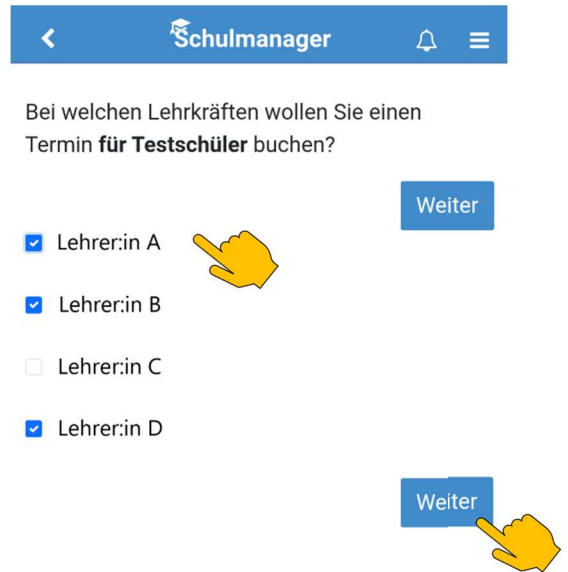 Schulmanager
Bei welchen Lehrkräften wollen Sie einen
Termin für Testschüler buchen?
Weiter
Lehrer:in A
Lehrer:in B
Lehrer:in C
Lehrer:in D
Weiter